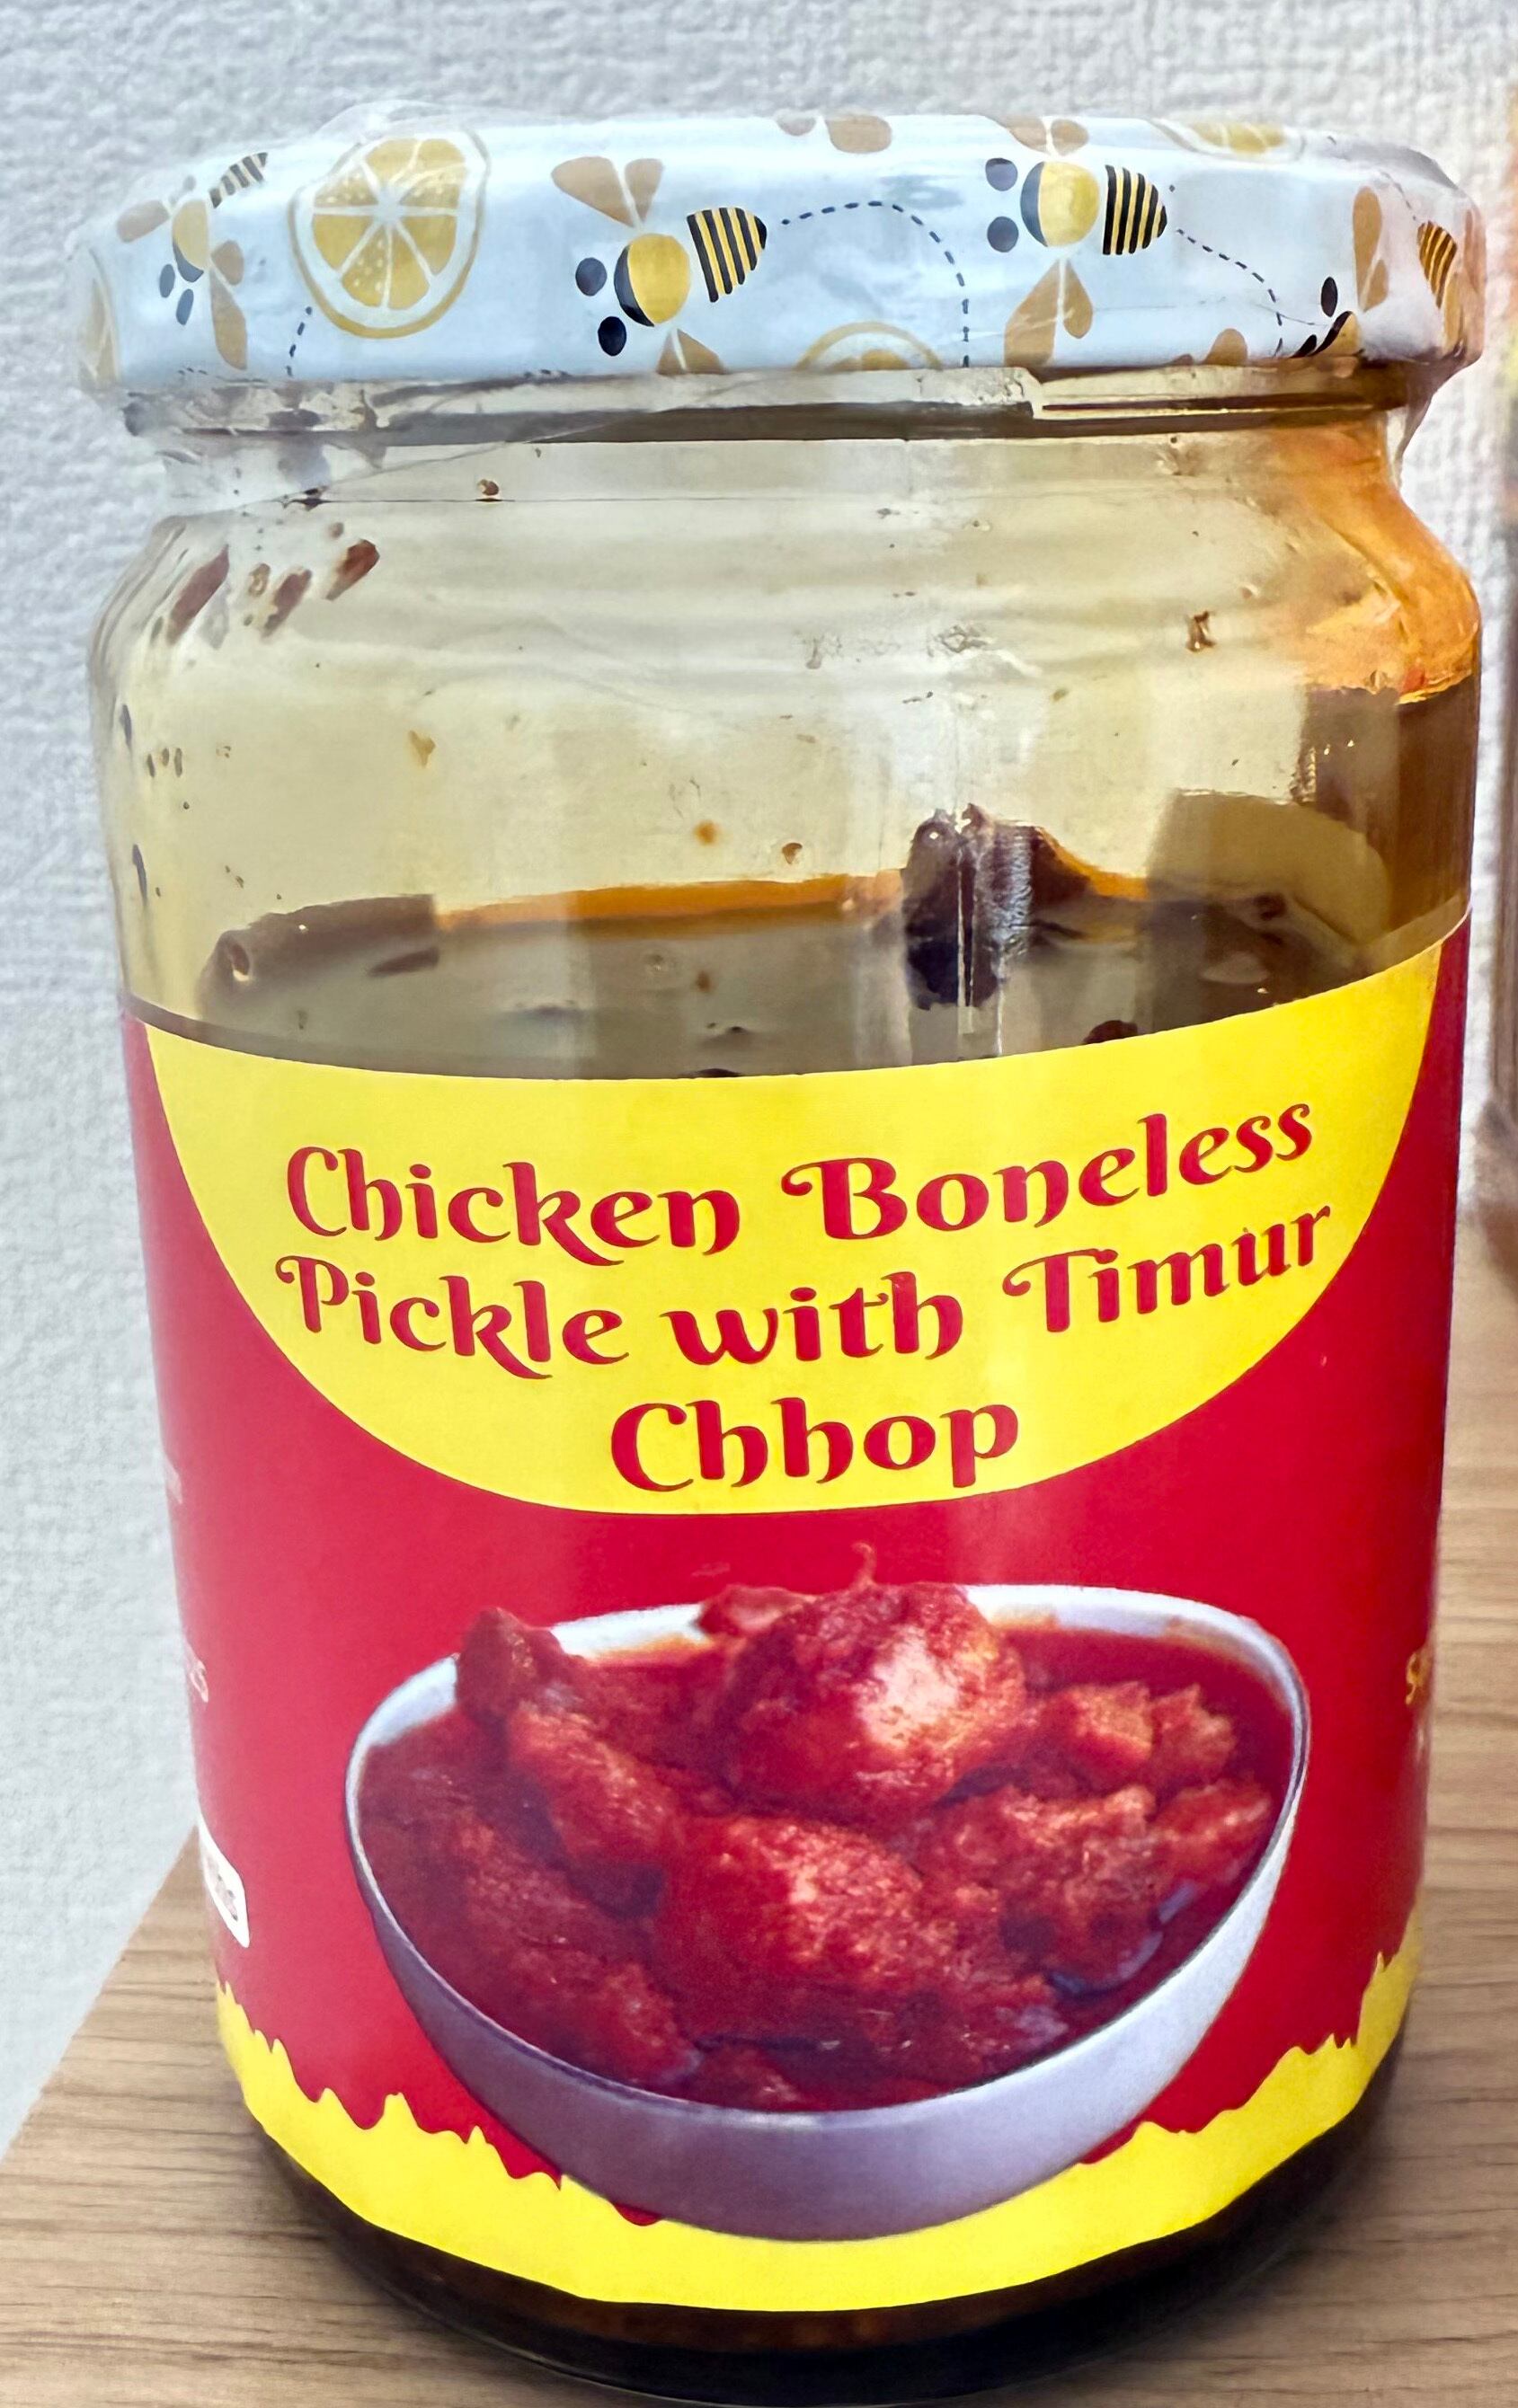 Chicken Boneless
Pickle with Timur
Chhop